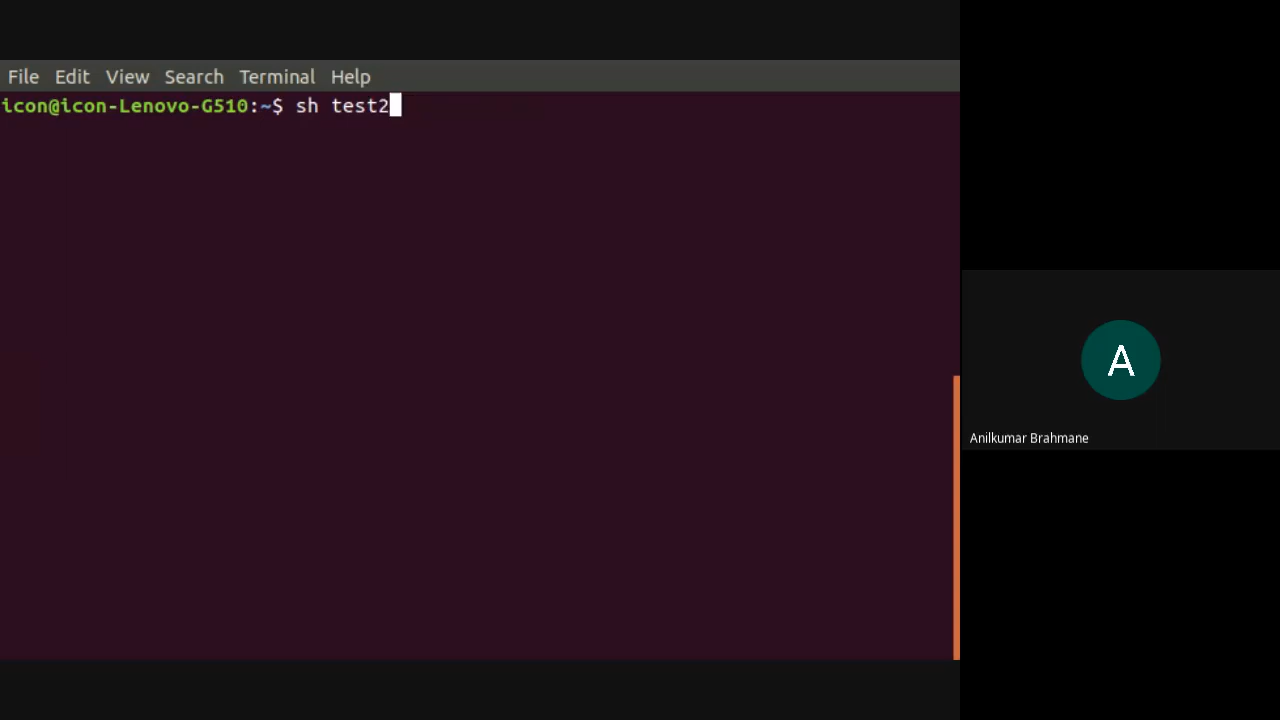 File Edit View Search Terminal Help
icon@icon-Lenovo-G510:~$ sh test2
A
Anilkumar Brahmane